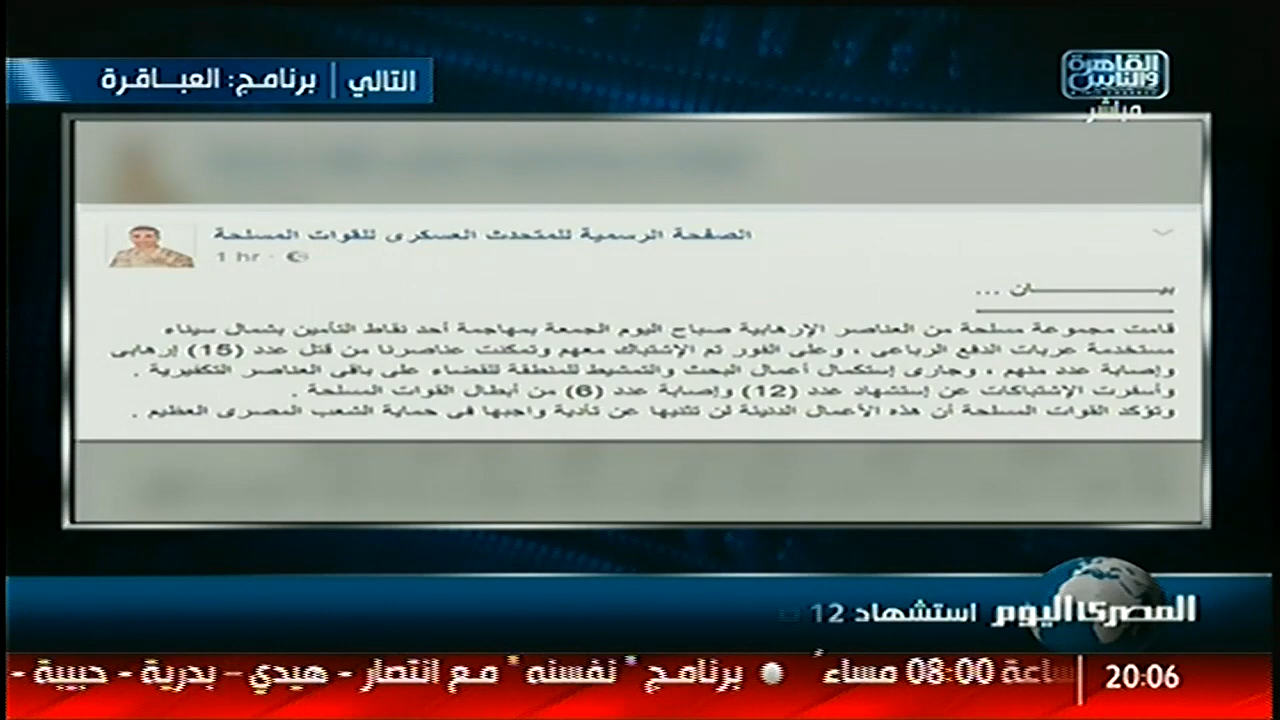 التالي | برنامج: العباقرة
القاهرة
والناس
مباشر
الصفحة الرسمية للمتحدث العسكرى للقوات المسلحة
1 hr ·
بيـــــــــــــــان ...
قامت مجموعة مسلحة من العناصر الإرهابية صباح اليوم الجمعة بمهاجمة أحد نقاط التأمين بشمال سيناء
مستخدمة عربات الدفع الرباعى ، وعلى الفور تم الإشتباك معهم وتمكنت عناصرنا من قتل عدد (15) إرهابى
وإصابة عدد منهم ، وجارى إستكمال أعمال البحث والتمشيط للمنطقة للقضاء على باقى العناصر التكفيرية .
وأسفرت الإشتباكات عن إستشهاد عدد (12) وإصابة عدد (6) من أبطال القوات المسلحة .
وتؤكد القوات المسلحة أن هذه الأعمال الدنيئة لن تثنيها عن تأدية واجبها فى حماية الشعب المصرى العظيم .
المصرى اليوم استشهاد 12
20:06 ساعة 08:00 مساءً برنامج "نفسنه" مع انتصار - هيدي - بدرية - حبيبة -